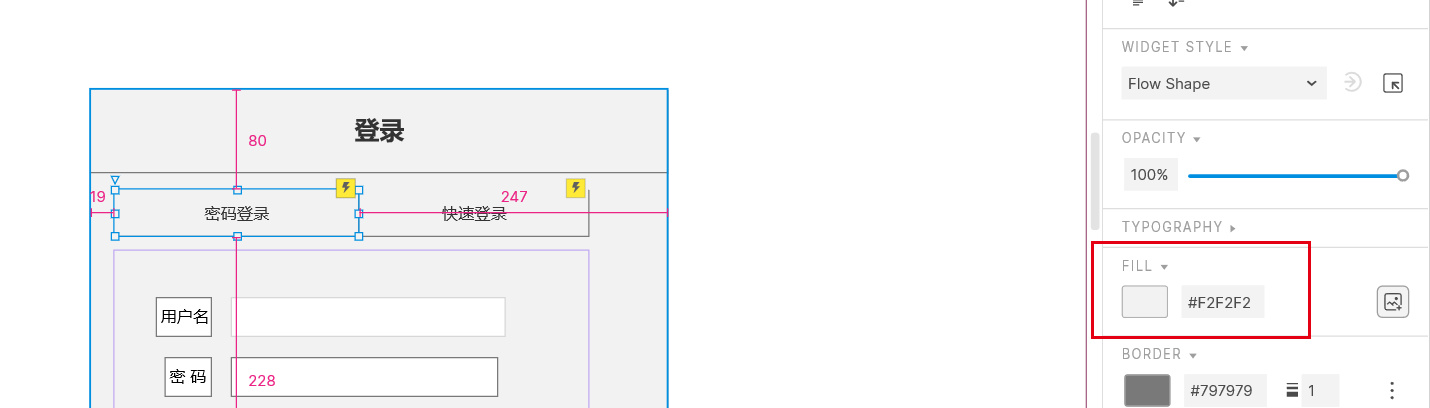 WIDGET STYLE
Flow Shape
登录
80
OPACITY
100%
19
247
密码登录
快速登录
TYPOGRAPHY
FILL
用户名
#F2F2F2
BORDER
密 码
228
#797979
1